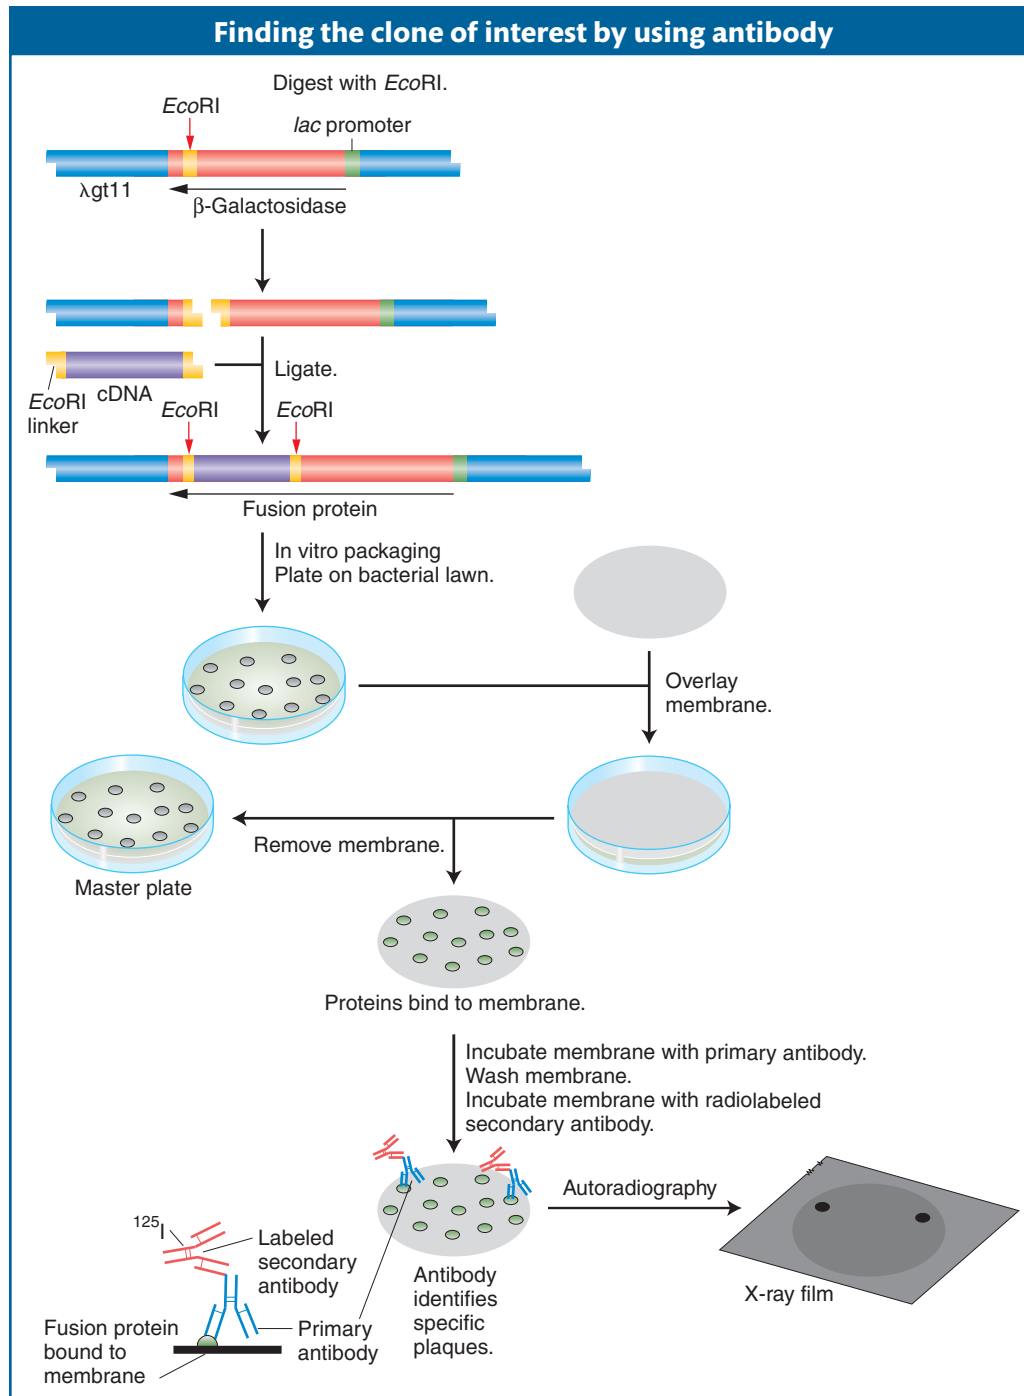 Finding the clone of interest by using antibody
Digest with EcoRI.
EcoRI
lac promoter
λgt11
β-Galactosidase
Ligate.
EcoRI
linker
cDNA
EcoRI
EcoRI
Fusion protein
In vitro packaging
Plate on bacterial lawn.
Overlay
membrane.
Remove membrane.
Master plate
Proteins bind to membrane.
Incubate membrane with primary antibody.
Wash membrane.
Incubate membrane with radiolabeled
secondary antibody.
Autoradiography
125I
Labeled
secondary
antibody
Antibody
identifies
specific
plaques.
X-ray film
Fusion protein
bound to
membrane
Primary
antibody